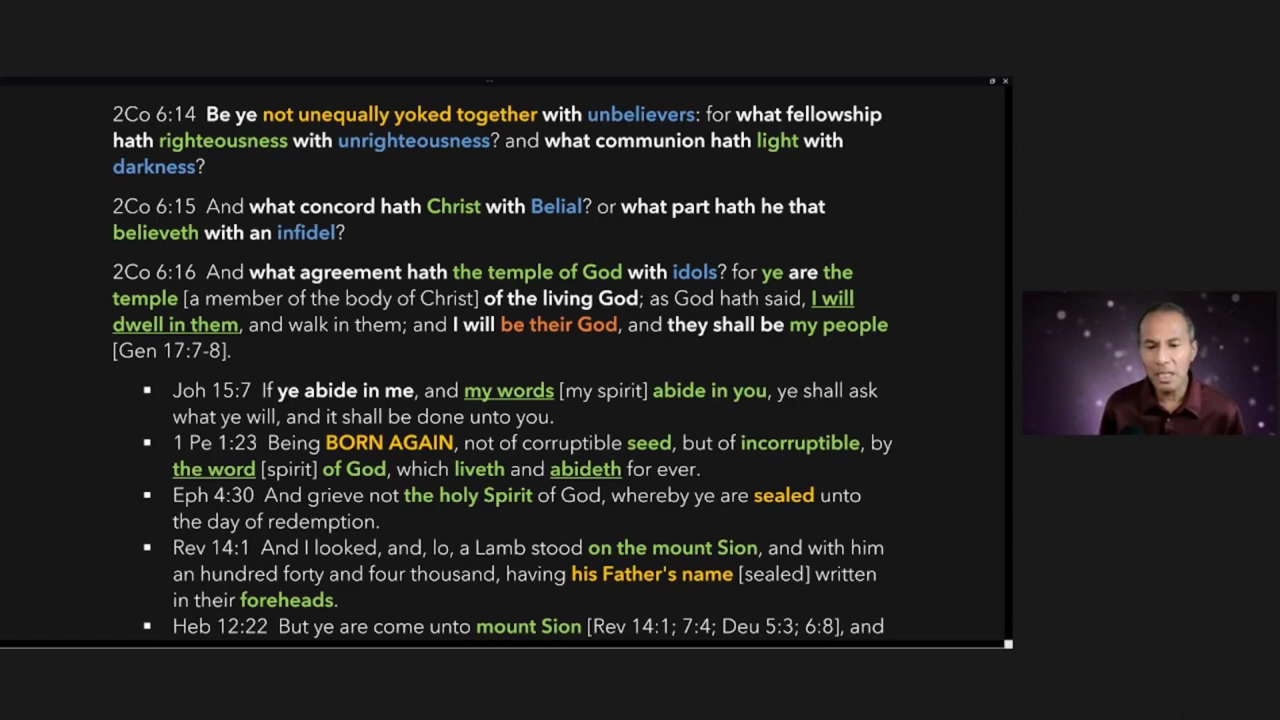 2Co 6:14 Be ye not unequally yoked together with unbelievers: for what fellowship
hath righteousness with unrighteousness? and what communion hath light with
darkness?
2Co 6:15 And what concord hath Christ with Belial? or what part hath he that
believeth with an infidel?
2Co 6:16 And what agreement hath the temple of God with idols? for ye are the
temple [a member of the body of Christ] of the living God; as God hath said, I will
dwell in them, and walk in them; and I will be their God, and they shall be my people
[Gen 17:7-8].
▪ Joh 15:7 If ye abide in me, and my words [my spirit] abide in you, ye shall ask
what ye will, and it shall be done unto you.
▪ 1 Pe 1:23 Being BORN AGAIN, not of corruptible seed, but of incorruptible, by
the word [spirit] of God, which liveth and abideth for ever.
▪ Eph 4:30 And grieve not the holy Spirit of God, whereby ye are sealed unto
the day of redemption.
▪ Rev 14:1 And I looked, and, lo, a Lamb stood on the mount Sion, and with him
an hundred forty and four thousand, having his Father's name [sealed] written
in their foreheads.
▪ Heb 12:22 But ye are come unto mount Sion [Rev 14:1; 7:4; Deu 5:3; 6:8], and